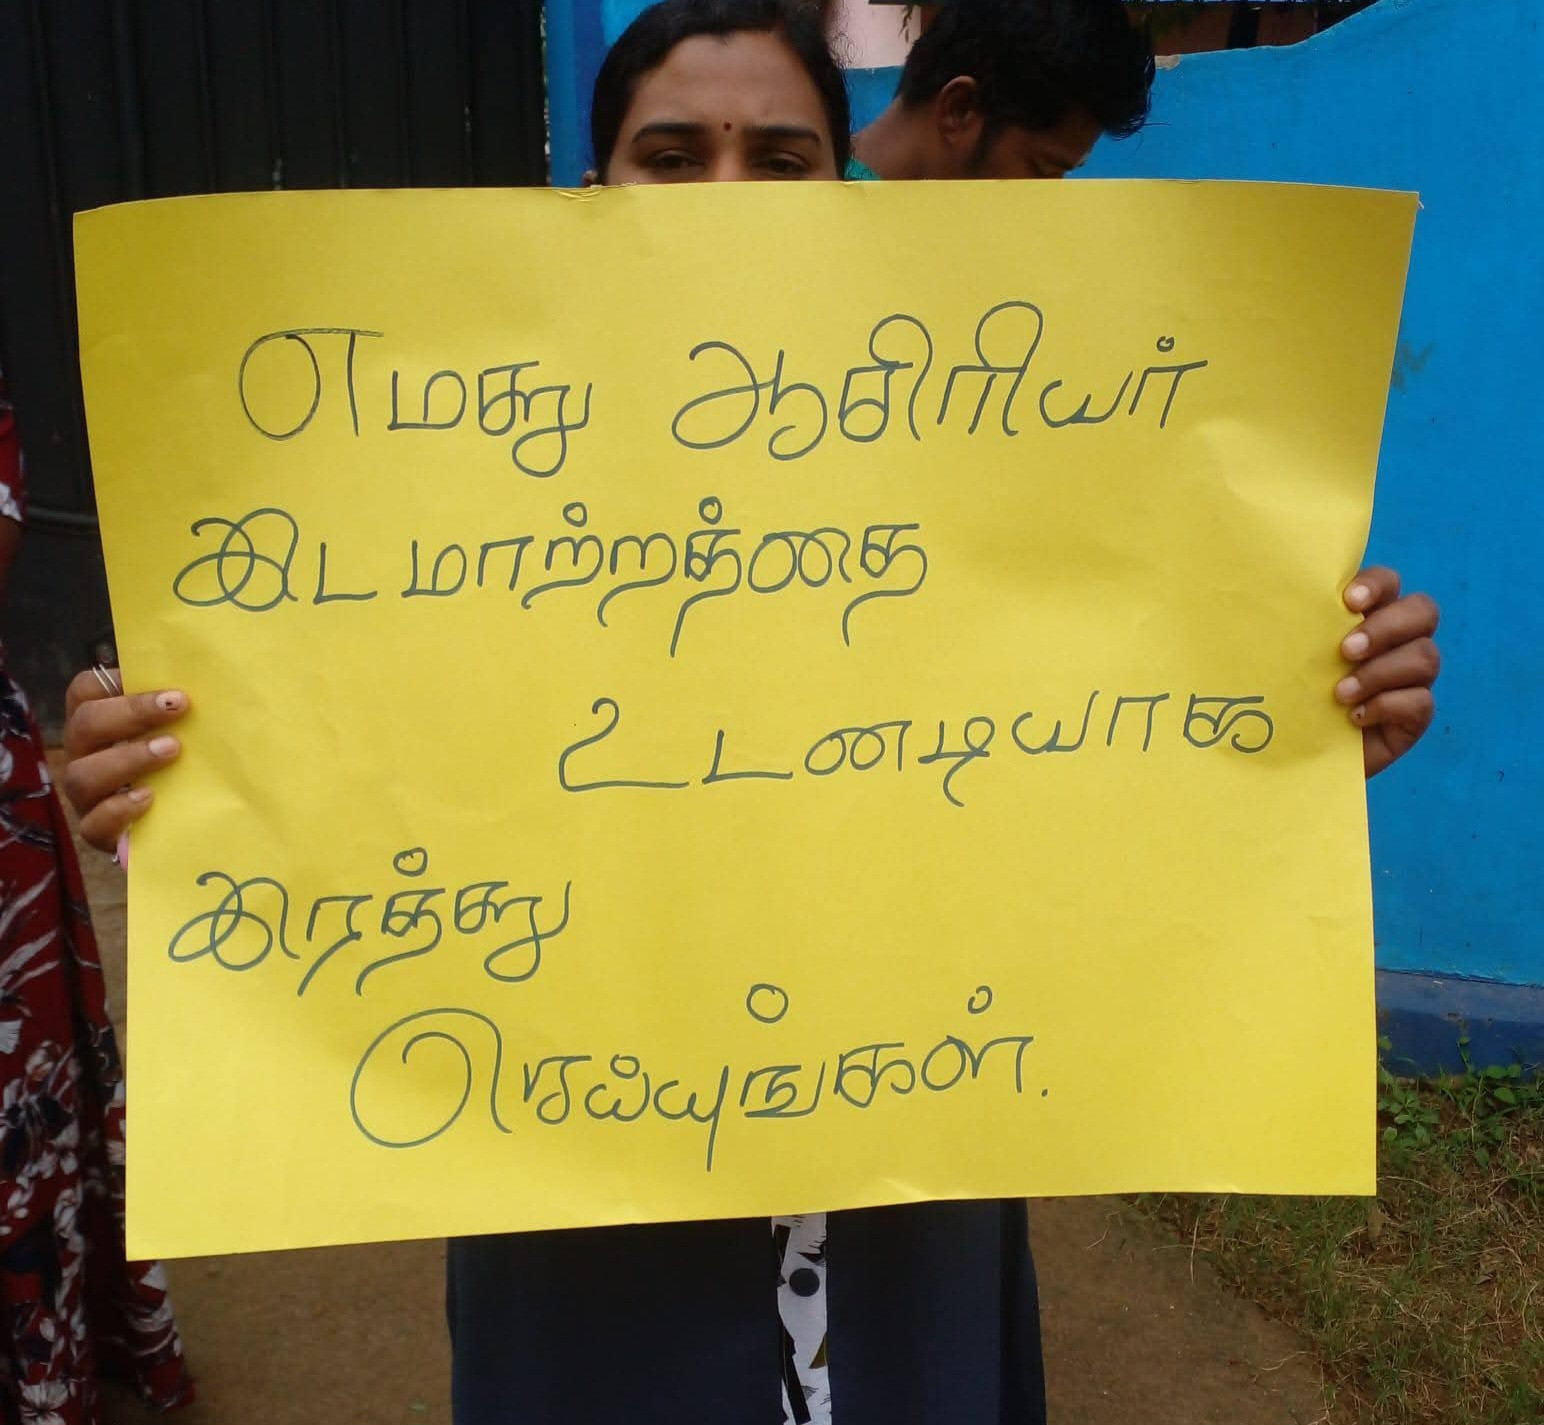 எமது ஆசிரியர்
இடமாற்றத்தை
உடனடியாக
இரத்து
செய்யுங்கள்.